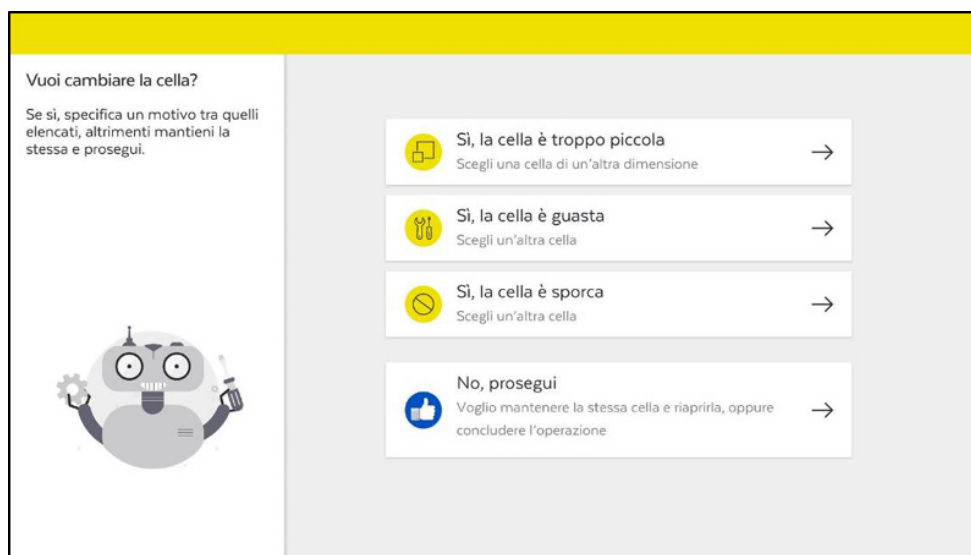 Vuoi cambiare la cella?
Se sì, specifica un motivo tra quelli
elencati, altrimenti mantieni la
stessa e prosegui.
Sì, la cella è troppo piccola
Scegli una cella di un'altra dimensione
Sì, la cella è guasta
Scegli un'altra cella
Sì, la cella è sporca
Scegli un'altra cella
No, prosegui
Voglio mantenere la stessa cella e riaprirla, oppure
concludere l'operazione